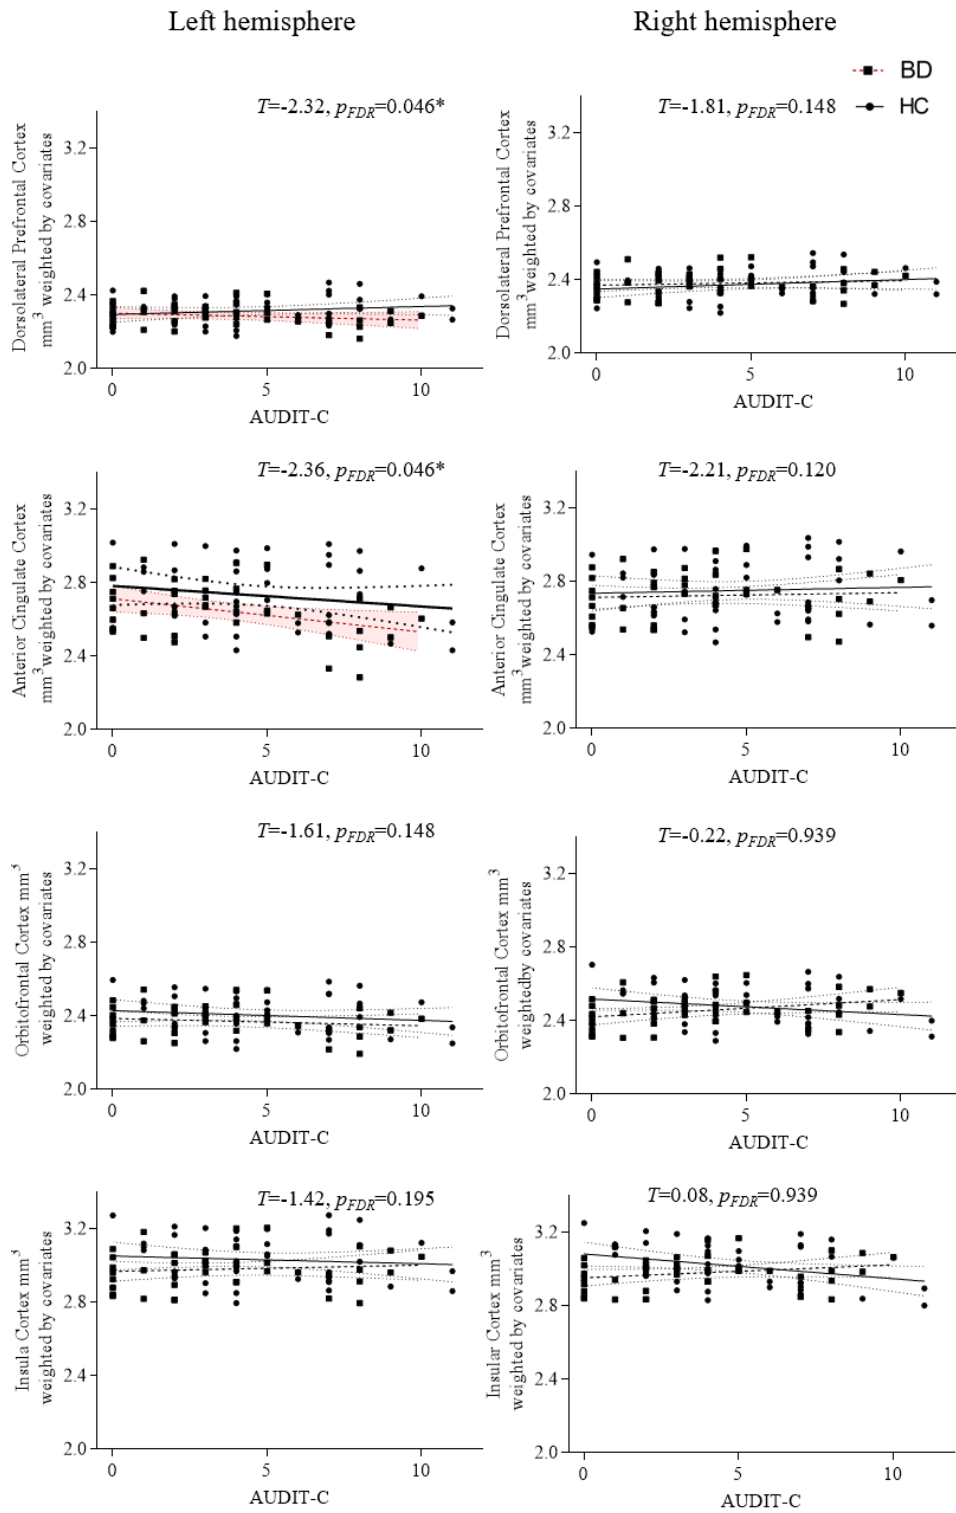 Left hemisphere
Right hemisphere
BD
HC
T=-2.32, pFDR=0.046*
Dorsolateral Prefrontal Cortex
mm3 weighted by covariates
3.2
2.8
2.4
2.0
0
5
10
AUDIT-C
T=-1.81, pFDR=0.148
Dorsolateral Prefrontal Cortex
mm3 weighted by covariates
3.2
2.8
2.4
2.0
0
5
10
AUDIT-C
T=-2.36, pFDR=0.046*
Anterior Cingulate Cortex
mm3 weighted by covariates
3.2
2.8
2.4
2.0
0
5
10
AUDIT-C
T=-2.21, pFDR=0.120
Anterior Cingulate Cortex
mm3 weighted by covariates
3.2
2.8
2.4
2.0
0
5
10
AUDIT-C
T=-1.61, pFDR=0.148
Orbitofrontal Cortex mm3
weighted by covariates
3.2
2.8
2.4
2.0
0
5
10
AUDIT-C
T=-0.22, pFDR=0.939
Orbitofrontal Cortex mm3
weightedby covariates
3.2
2.8
2.4
2.0
0
5
10
AUDIT-C
T=-1.42, pFDR=0.195
Insula Cortex mm3
weighted by covariates
3.2
2.8
2.4
2.0
0
5
10
AUDIT-C
T=0.08, pFDR=0.939
Insular Cortex mm3
weighted by covariates
3.2
2.8
2.4
2.0
0
5
10
AUDIT-C